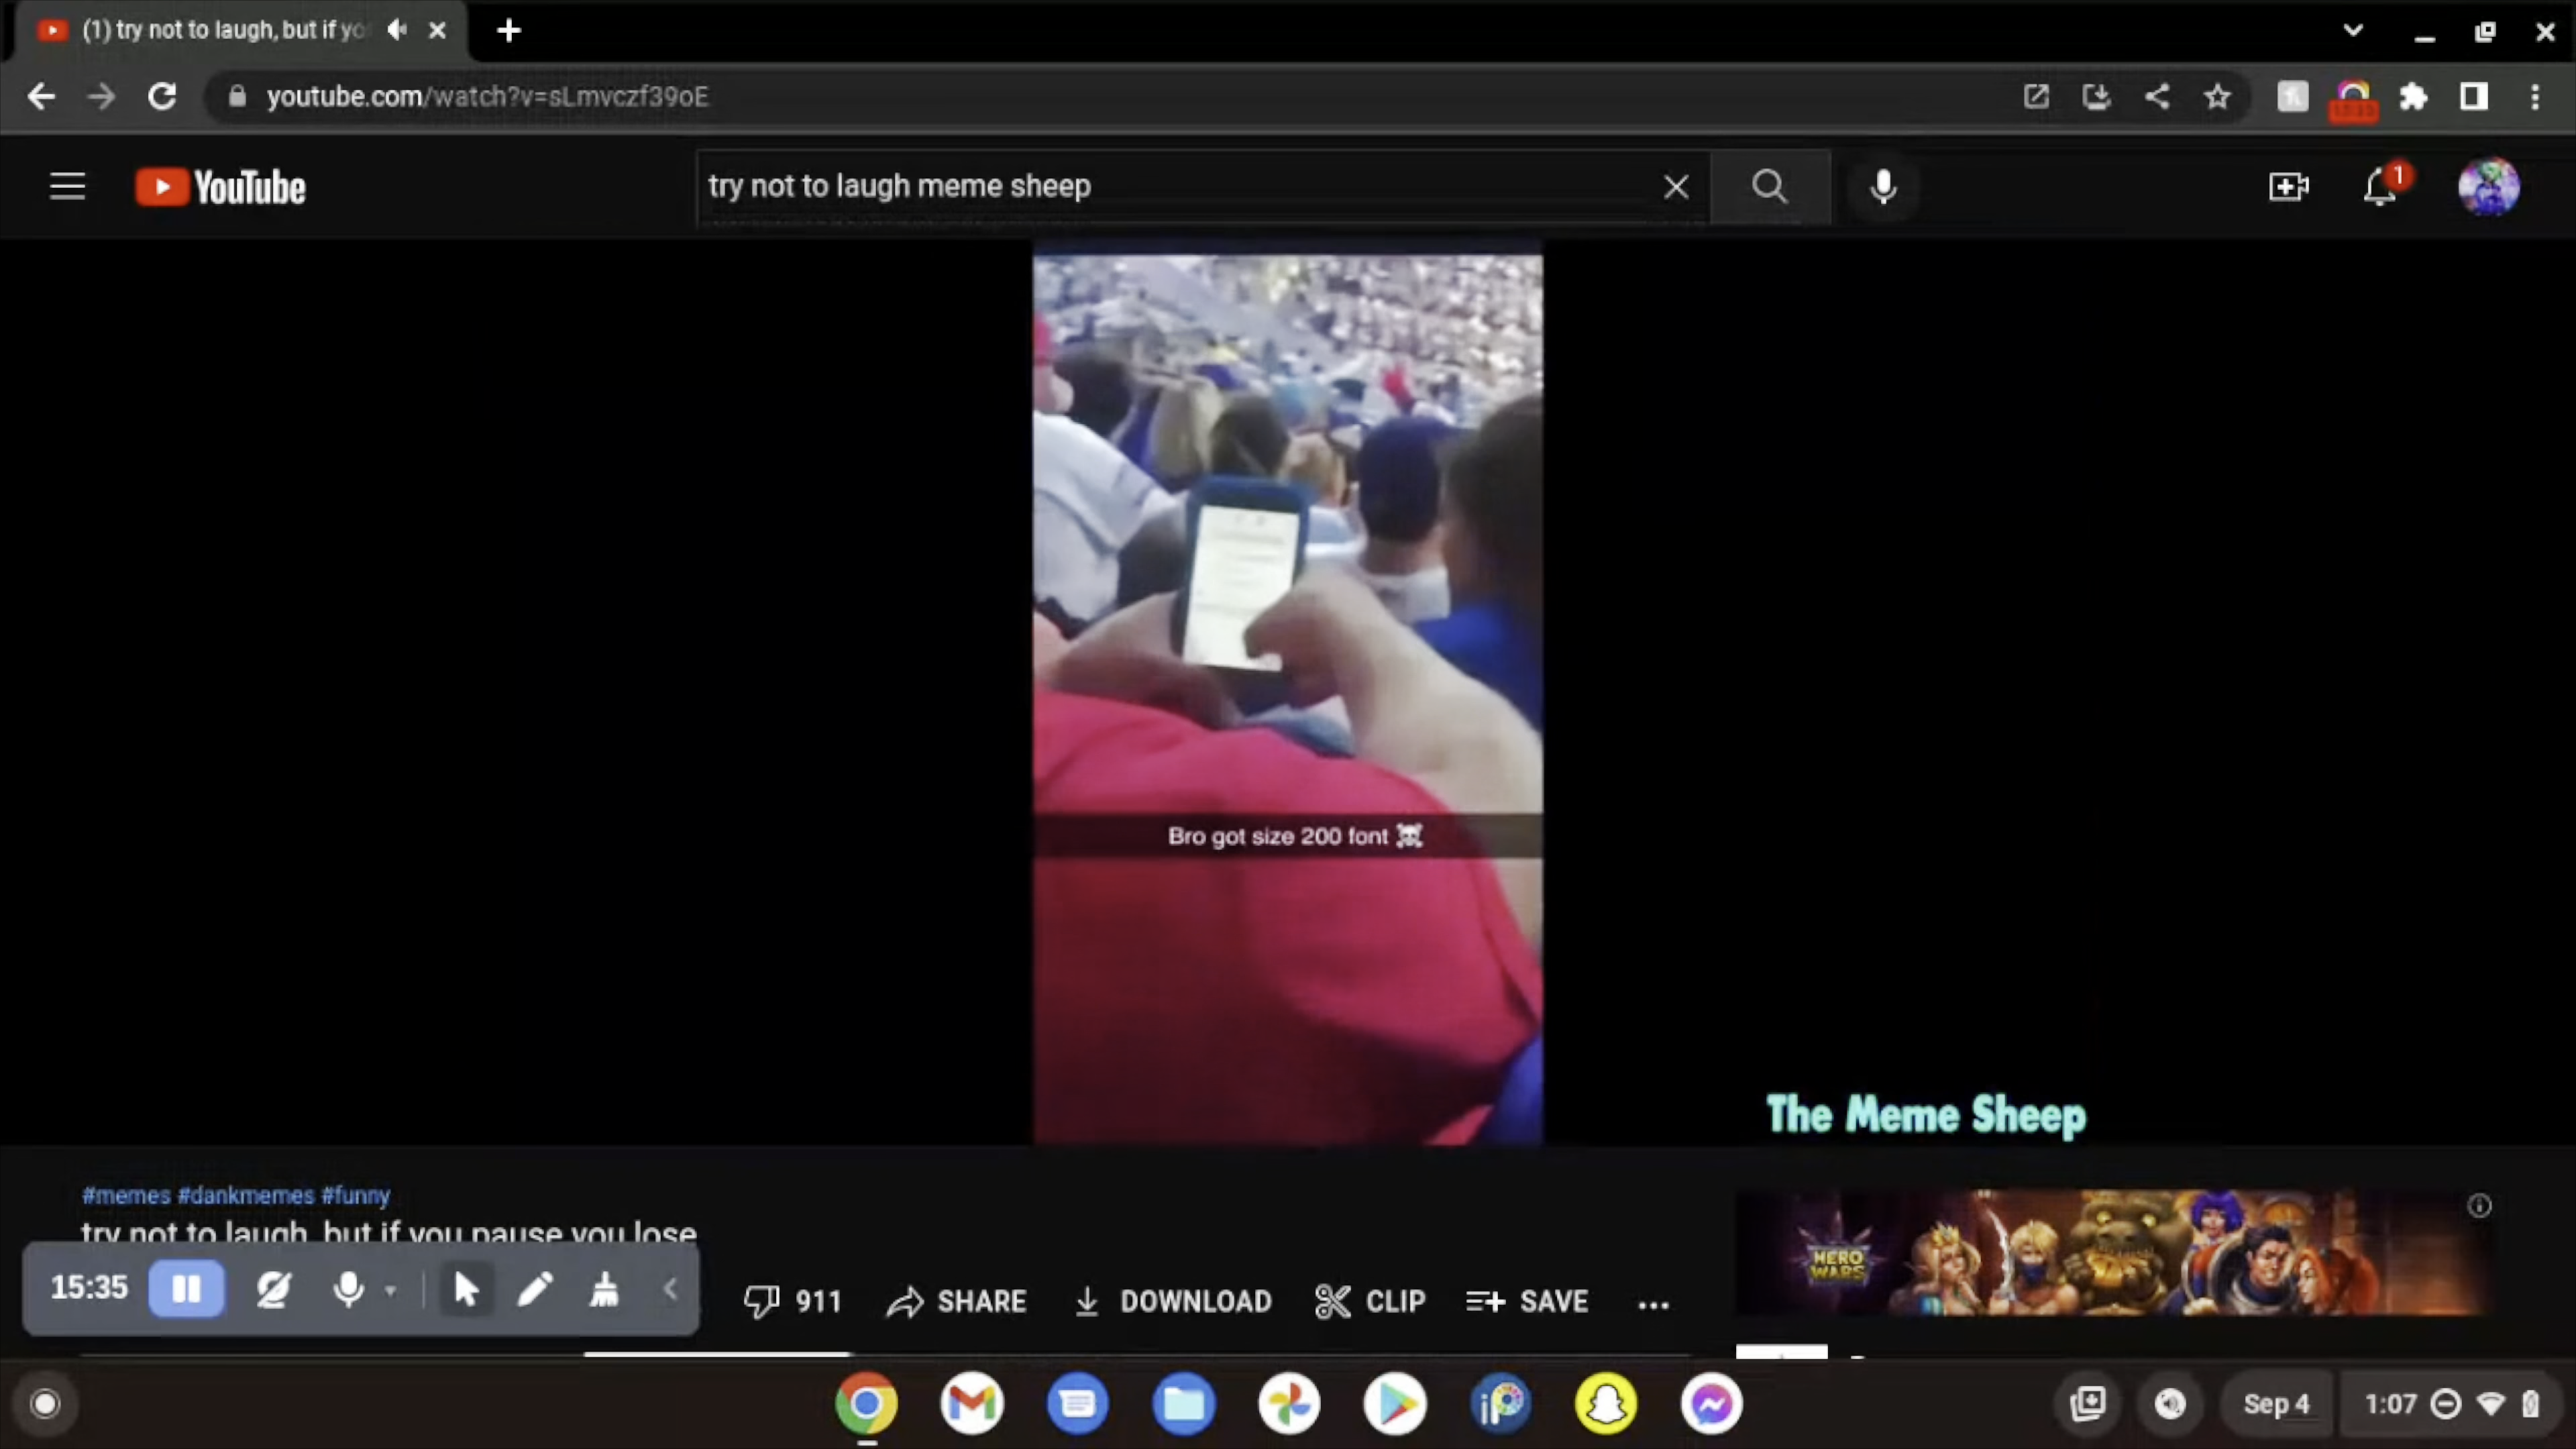 (1) try not to laugh, but if yo
youtube.com/watch?v=sLmvczf39oE
YouTube
try not to laugh meme sheep
1
Bro got size 200 font ☠
The Meme Sheep
#memes #dankmemes #funny
try not to laugh, but if you pause you lose
HERO
WARS
15:35
911
SHARE
DOWNLOAD
CLIP
SAVE
iP
Sep 4
1:07